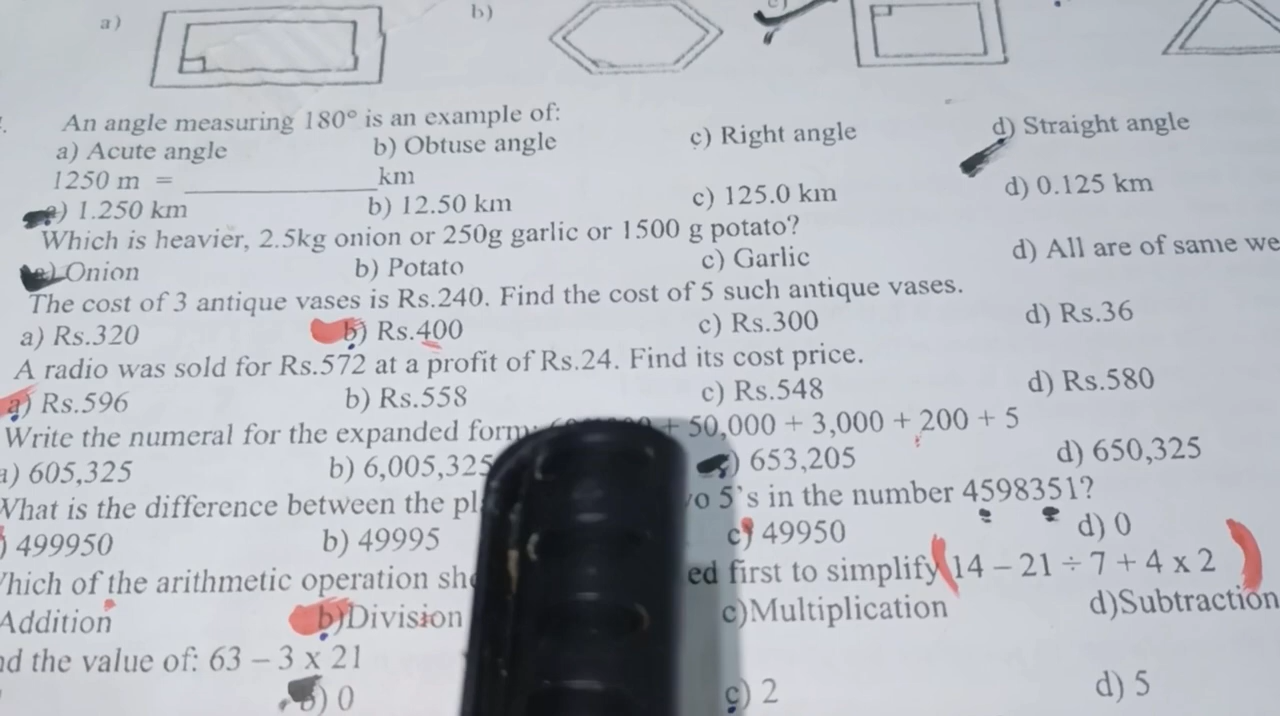 a) b) c)
An angle measuring 180° is an example of:
a) Acute angle b) Obtuse angle c) Right angle d) Straight angle
1250 m = ____________ km
a) 1.250 km b) 12.50 km c) 125.0 km d) 0.125 km
Which is heavier, 2.5kg onion or 250g garlic or 1500 g potato?
a) Onion b) Potato c) Garlic d) All are of same we
The cost of 3 antique vases is Rs.240. Find the cost of 5 such antique vases.
a) Rs.320 b) Rs.400 c) Rs.300 d) Rs.36
A radio was sold for Rs.572 at a profit of Rs.24. Find its cost price.
a) Rs.596 b) Rs.558 c) Rs.548 d) Rs.580
Write the numeral for the expanded form: + 50,000 + 3,000 + 200 + 5
a) 605,325 b) 6,005,325 c) 653,205 d) 650,325
What is the difference between the 5's in the number 4598351?
) 499950 b) 49995 c) 49950 d) 0
Which of the arithmetic operation ed first to simplify (14 – 21 ÷ 7 + 4 x 2)
Addition b)Division c)Multiplication d)Subtraction
nd the value of: 63 – 3 x 21
b) 0 c) 2 d) 5